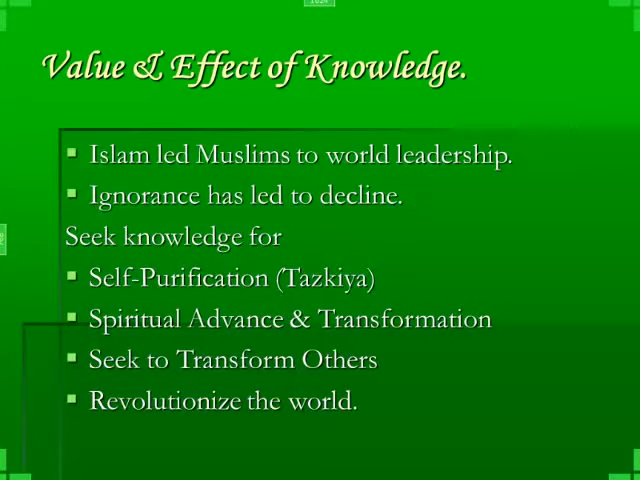 1024
Value & Effect of Knowledge.
▪ Islam led Muslims to world leadership.
▪ Ignorance has led to decline.
Seek knowledge for
▪ Self-Purification (Tazkiya)
▪ Spiritual Advance & Transformation
▪ Seek to Transform Others
▪ Revolutionize the world.